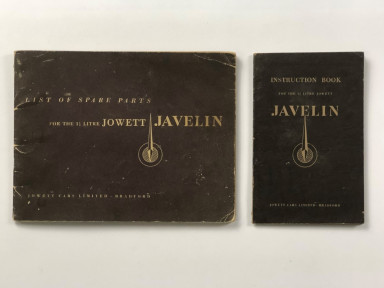 LIST OF SPARE PARTS
FOR THE 1½ LITRE JOWETT JAVELIN
JOWETT CARS LIMITED · BRADFORD
INSTRUCTION BOOK
FOR THE 1½ LITRE JOWETT
JAVELIN
JOWETT CARS LIMITED · BRADFORD